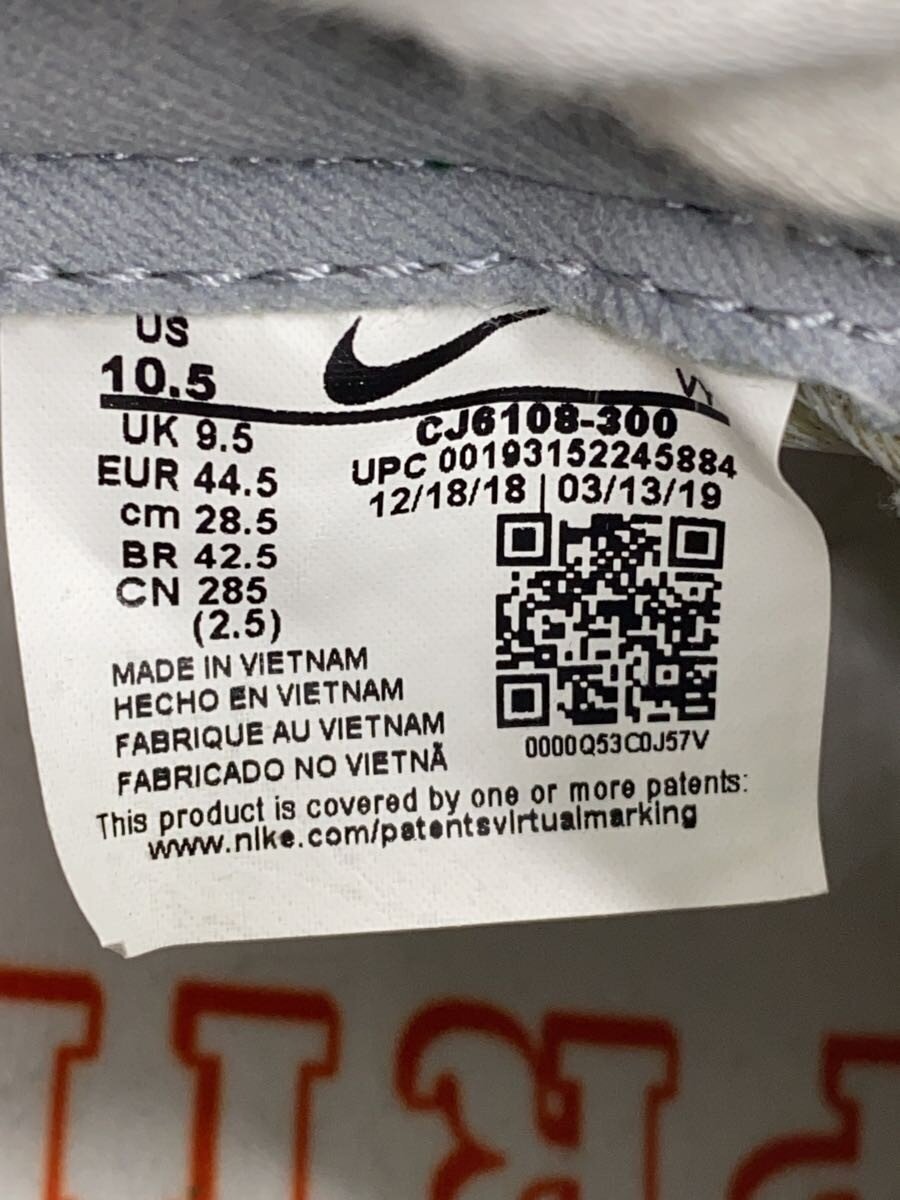 US
10.5
UK 9.5
EUR 44.5
cm 28.5
BR 42.5
CN 285
(2.5)
VY
CJ6108-300
UPC 00193152245884
12/18/18 | 03/13/19
0000Q53C0J57V
MADE IN VIETNAM
HECHO EN VIETNAM
FABRIQUE AU VIETNAM
FABRICADO NO VIETNÃ
This product is covered by one or more patents:
www.nike.com/patentsvirtualmarking